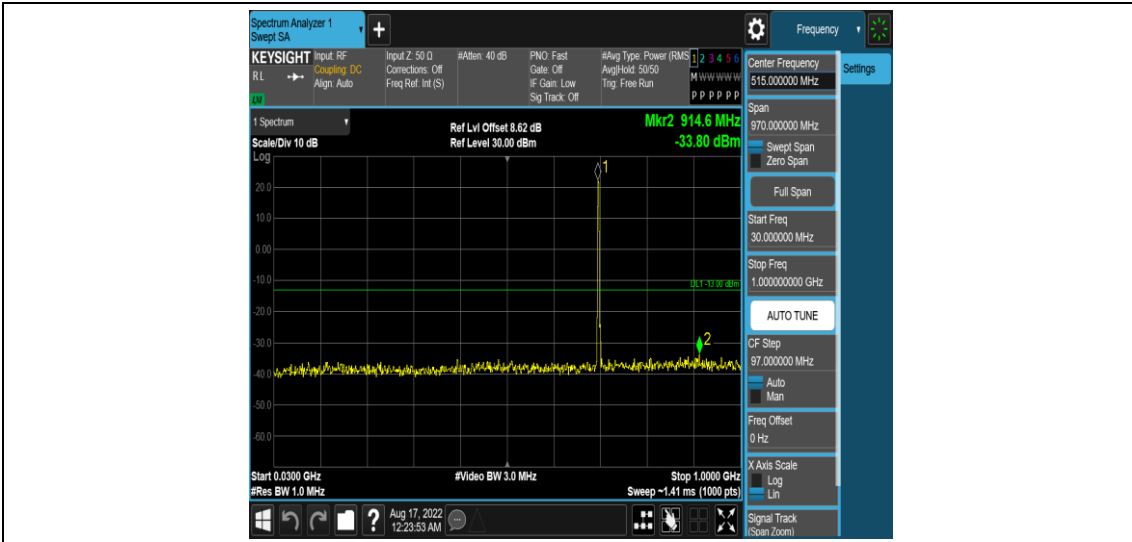 Spectrum Analyzer 1
Swept SA
Frequency
KEYSIGHT
R L
LXI
Input: RF
Coupling: DC
Align: Auto
Input Z: 50 Ω
Corrections: Off
Freq Ref: Int (S)
#Atten: 40 dB
PNO: Fast
Gate: Off
IF Gain: Low
Sig Track: Off
#Avg Type: Power (RMS
Avg|Hold: 50/50
Trig: Free Run
1 2 3 4 5 6
M W W W W W
P P P P P P
Center Frequency
515.000000 MHz
Settings
Span
970.000000 MHz
Swept Span
Zero Span
Full Span
Start Freq
30.000000 MHz
Stop Freq
1.000000000 GHz
AUTO TUNE
CF Step
97.000000 MHz
Auto
Man
Freq Offset
0 Hz
X Axis Scale
Log
Lin
Signal Track
(Span Zoom)
1 Spectrum
Scale/Div 10 dB
Log
Ref Lvl Offset 8.62 dB
Ref Level 30.00 dBm
Mkr2 914.6 MHz
-33.80 dBm
1
20.0
10.0
0.00
-10.0
DL1 -13.00 dBm
-20.0
-30.0
2
-40.0
-50.0
-60.0
Start 0.0300 GHz
#Video BW 3.0 MHz
Stop 1.0000 GHz
#Res BW 1.0 MHz
Sweep ~1.41 ms (1000 pts)
?
Aug 17, 2022
12:23:53 AM